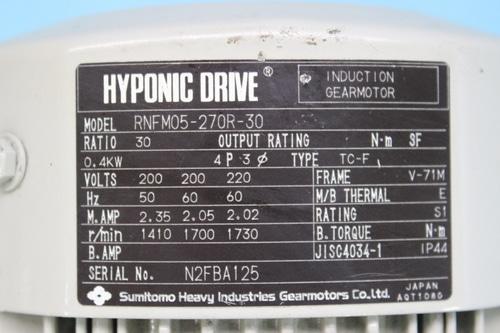 HYPONIC DRIVE® INDUCTION GEARMOTOR
MODEL RNFM05-270R-30
RATIO 30 OUTPUT RATING N·m SF
0.4KW 4P·3ø TYPE TC-F
VOLTS 200 200 220 FRAME V-71M
Hz 50 60 60 M/B THERMAL E
M.AMP 2.35 2.05 2.02 RATING S1
r/min 1410 1700 1730 B.TORQUE N·m
B.AMP JISC4034-1 IP44
SERIAL No. N2FBA125
Sumitomo Heavy Industries Gearmotors Co.,Ltd. JAPAN
AQT1080